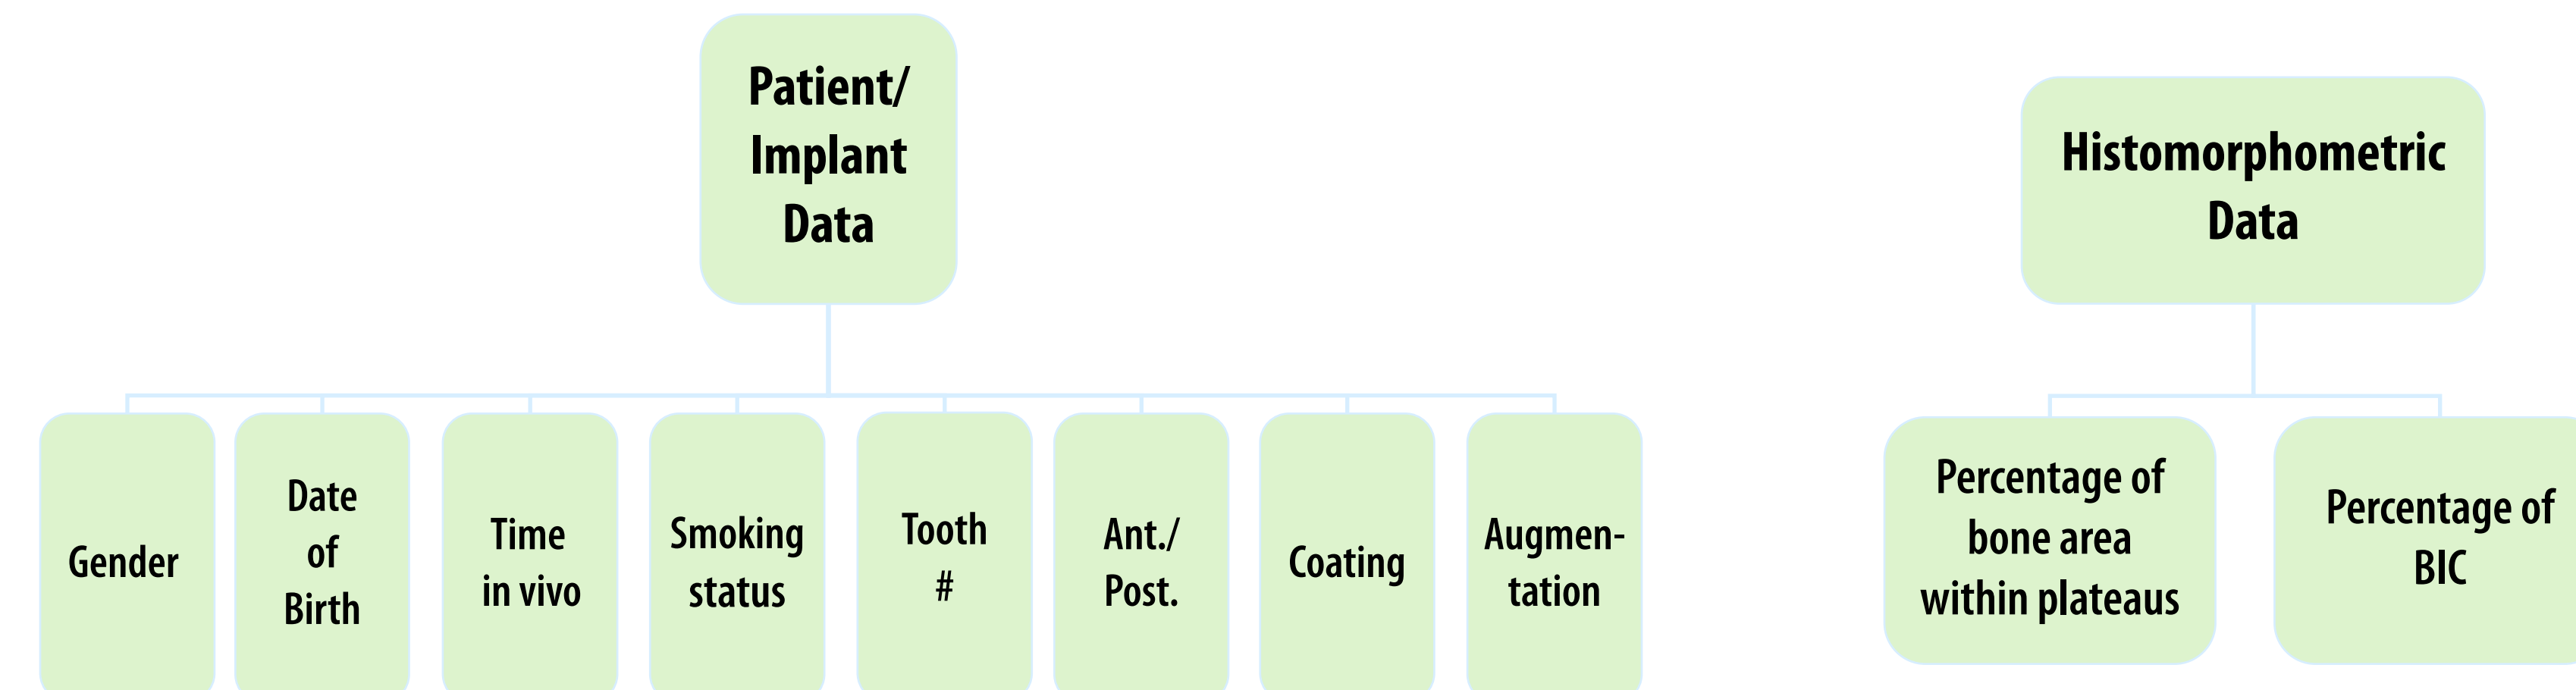 Patient/
Implant
Data
Histomorphometric
Data
Gender
Date
of
Birth
Time
in vivo
Smoking
status
Tooth
#
Ant./
Post.
Coating
Augmen-
tation
Percentage of
bone area
within plateaus
Percentage of
BIC